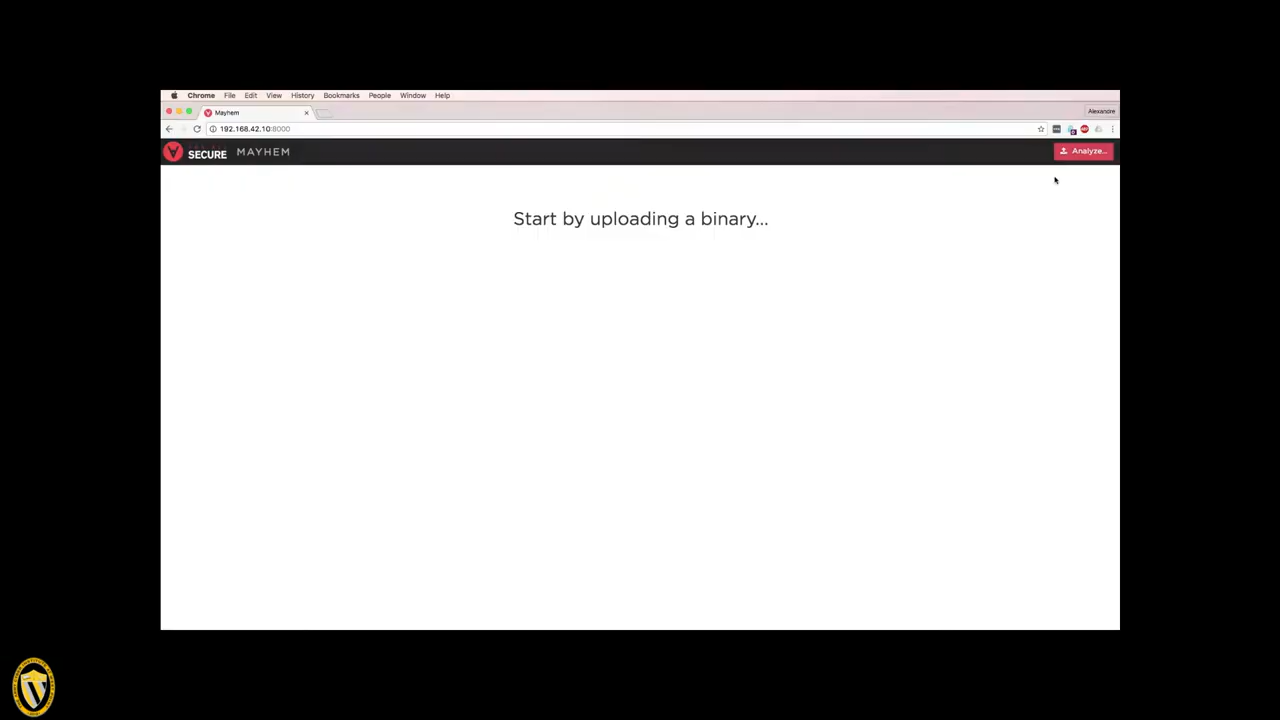 Chrome File Edit View History Bookmarks People Window Help
Mayhem
Alexandre
192.168.42.10:8000
SECURE MAYHEM
Analyze...
Start by uploading a binary...